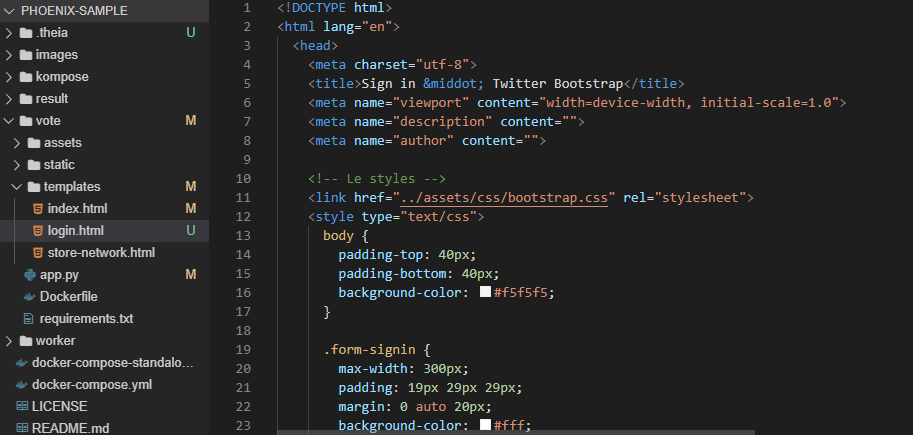 PHOENIX-SAMPLE
.theia U
images
kompose
result
vote M
assets
static
templates M
index.html M
login.html U
store-network.html
app.py M
Dockerfile
requirements.txt
worker
docker-compose-standalo...
docker-compose.yml
LICENSE
README.md
1 <!DOCTYPE html>
2 <html lang="en">
3 <head>
4 <meta charset="utf-8">
5 <title>Sign in &middot; Twitter Bootstrap</title>
6 <meta name="viewport" content="width=device-width, initial-scale=1.0">
7 <meta name="description" content="">
8 <meta name="author" content="">
9
10 <!-- Le styles -->
11 <link href="../assets/css/bootstrap.css" rel="stylesheet">
12 <style type="text/css">
13 body {
14 padding-top: 40px;
15 padding-bottom: 40px;
16 background-color: #f5f5f5;
17 }
18
19 .form-signin {
20 max-width: 300px;
21 padding: 19px 29px 29px;
22 margin: 0 auto 20px;
23 background-color: #fff;